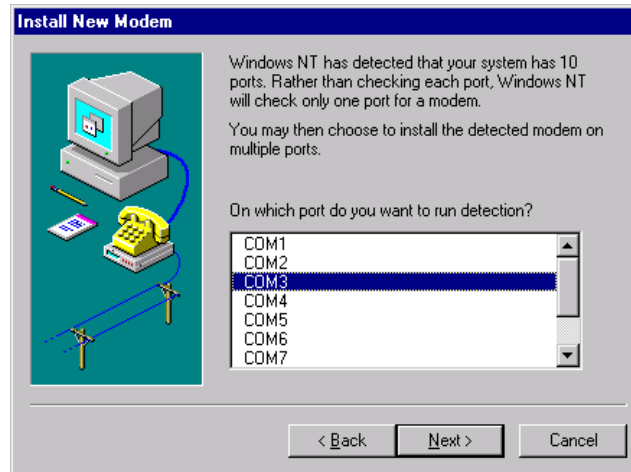 Install New Modem
Windows NT has detected that your system has 10
ports. Rather than checking each port, Windows NT
will check only one port for a modem.
You may then choose to install the detected modem on
multiple ports.
On which port do you want to run detection?
COM1
COM2
COM3
COM4
COM5
COM6
COM7
< Back Next > Cancel